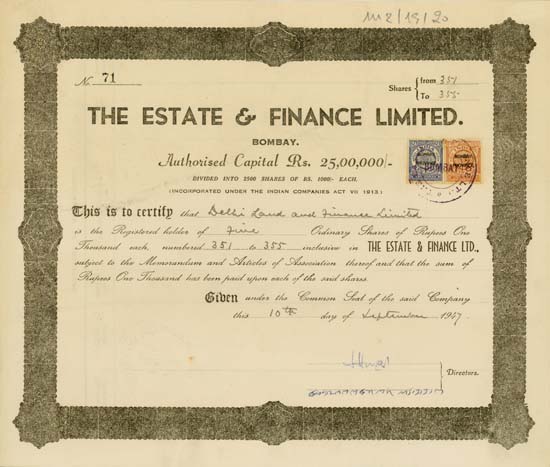 No. 71
Shares from 351
To 355
THE ESTATE & FINANCE LIMITED.
BOMBAY.
Authorised Capital Rs. 25,00,000/-
DIVIDED INTO 2500 SHARES OF RS. 1000/- EACH.
(INCORPORATED UNDER THE INDIAN COMPANIES ACT VII 1913)
This is to certify that Delhi Land and Finance Limited
is the Registered holder of Five Ordinary Shares of Rupees One
Thousand each, numbered 351 to 355 inclusive in THE ESTATE & FINANCE LTD.,
subject to the Memorandum and Articles of Association thereof and that the sum of
Rupees One Thousand has been paid upon each of the said shares.
Given under the Common Seal of the said Company
this 10th day of September 1947
Directors.